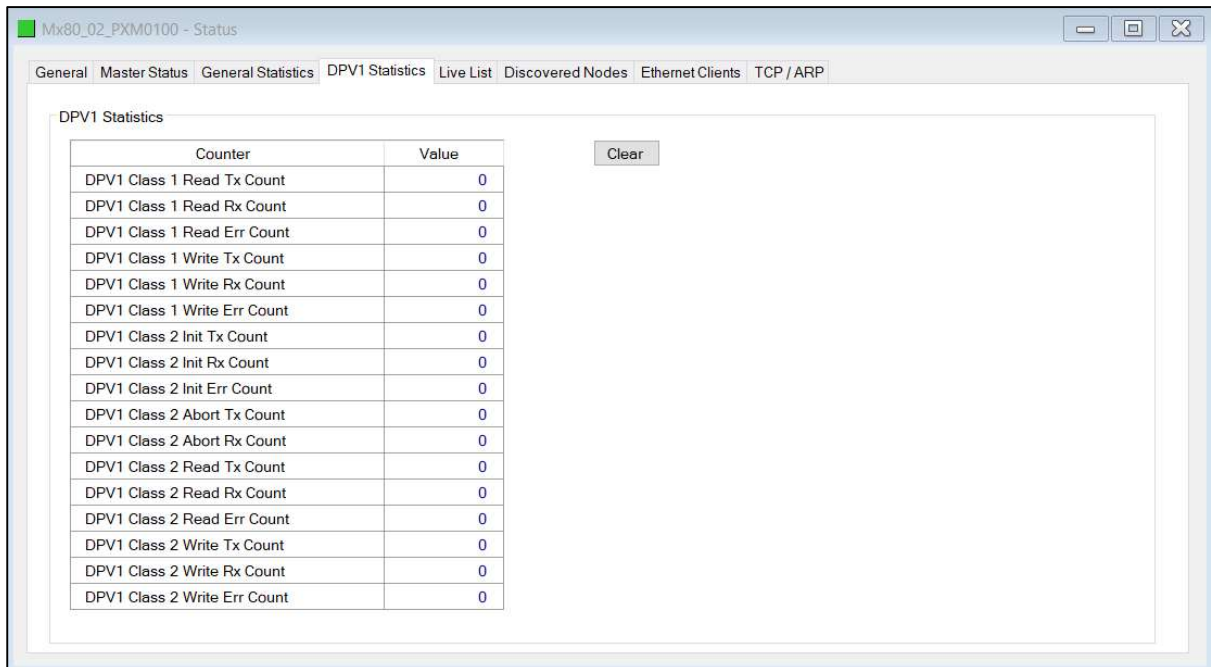 Mx80_02_PXM0100 - Status
General Master Status General Statistics DPV1 Statistics Live List Discovered Nodes Ethernet Clients TCP / ARP
DPV1 Statistics
Counter Value Clear
DPV1 Class 1 Read Tx Count 0
DPV1 Class 1 Read Rx Count 0
DPV1 Class 1 Read Err Count 0
DPV1 Class 1 Write Tx Count 0
DPV1 Class 1 Write Rx Count 0
DPV1 Class 1 Write Err Count 0
DPV1 Class 2 Init Tx Count 0
DPV1 Class 2 Init Rx Count 0
DPV1 Class 2 Init Err Count 0
DPV1 Class 2 Abort Tx Count 0
DPV1 Class 2 Abort Rx Count 0
DPV1 Class 2 Read Tx Count 0
DPV1 Class 2 Read Rx Count 0
DPV1 Class 2 Read Err Count 0
DPV1 Class 2 Write Tx Count 0
DPV1 Class 2 Write Rx Count 0
DPV1 Class 2 Write Err Count 0